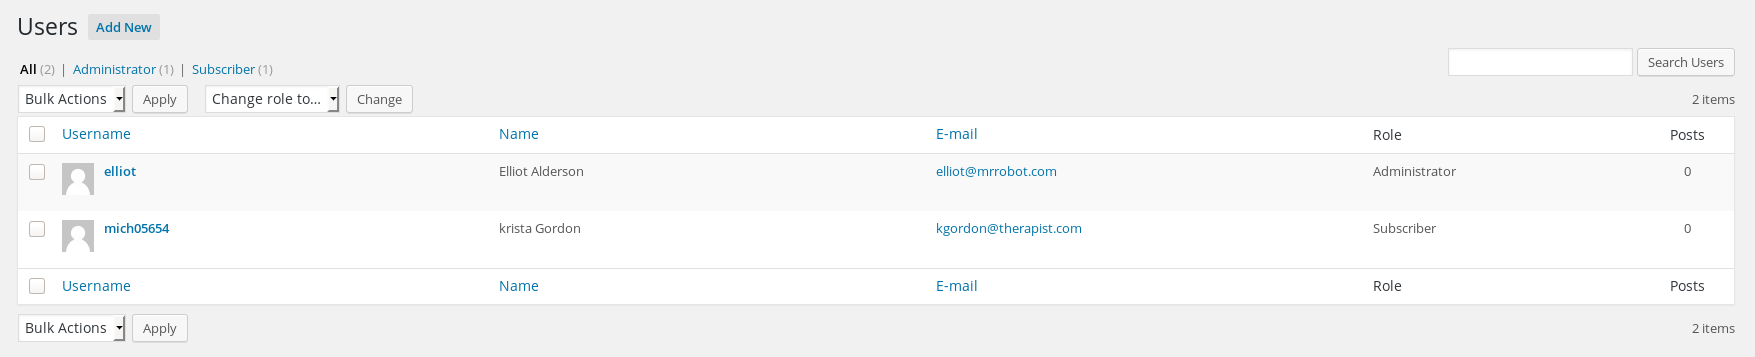 Users Add New
All (2) | Administrator (1) | Subscriber (1)
Search Users
Bulk Actions Apply Change role to... Change 2 items
Username Name E-mail Role Posts
elliot Elliot Alderson elliot@mrrobot.com Administrator 0
mich05654 krista Gordon kgordon@therapist.com Subscriber 0
Username Name E-mail Role Posts
Bulk Actions Apply 2 items